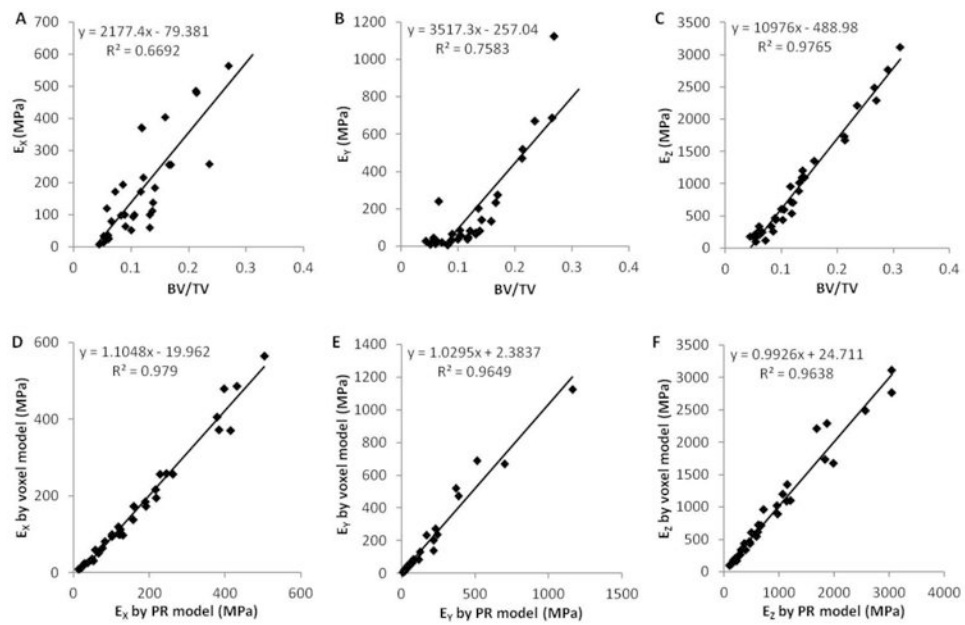 A
y = 2177.4x - 79.381
R² = 0.6692
700
600
500
400
300
200
100
0
0 0.1 0.2 0.3 0.4
E_X (MPa)
BV/TV
B
y = 3517.3x - 257.04
R² = 0.7583
1200
1000
800
600
400
200
0
0 0.1 0.2 0.3 0.4
E_Y (MPa)
BV/TV
C
y = 10976x - 488.98
R² = 0.9765
3500
3000
2500
2000
1500
1000
500
0
0 0.1 0.2 0.3 0.4
E_Z (MPa)
BV/TV
D
y = 1.1048x - 19.962
R² = 0.979
600
400
200
0
0 200 400 600
E_X by voxel model (MPa)
E_X by PR model (MPa)
E
y = 1.0295x + 2.3837
R² = 0.9649
1400
1200
1000
800
600
400
200
0
0 500 1000 1500
E_Y by voxel model (MPa)
E_Y by PR model (MPa)
F
y = 0.9926x + 24.711
R² = 0.9638
3500
3000
2500
2000
1500
1000
500
0
0 1000 2000 3000 4000
E_Z by voxel model (MPa)
E_Z by PR model (MPa)